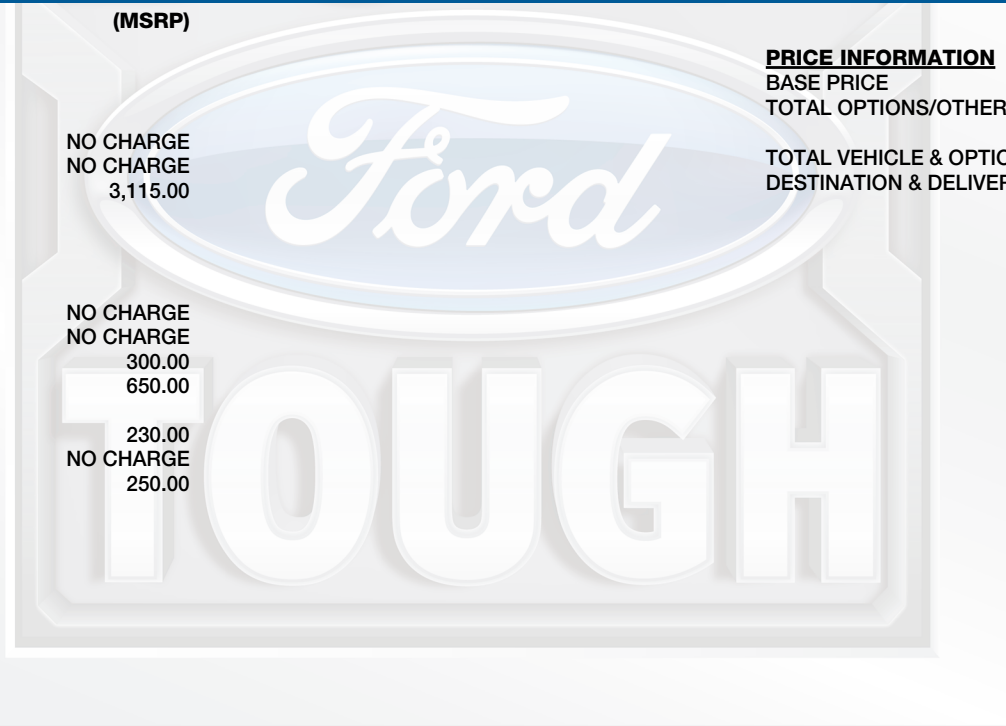 (MSRP)
NO CHARGE
NO CHARGE
3,115.00
NO CHARGE
NO CHARGE
300.00
650.00
230.00
NO CHARGE
250.00
PRICE INFORMATION
BASE PRICE
TOTAL OPTIONS/OTHER
TOTAL VEHICLE & OPTIO
DESTINATION & DELIVER
Ford
TOUGH